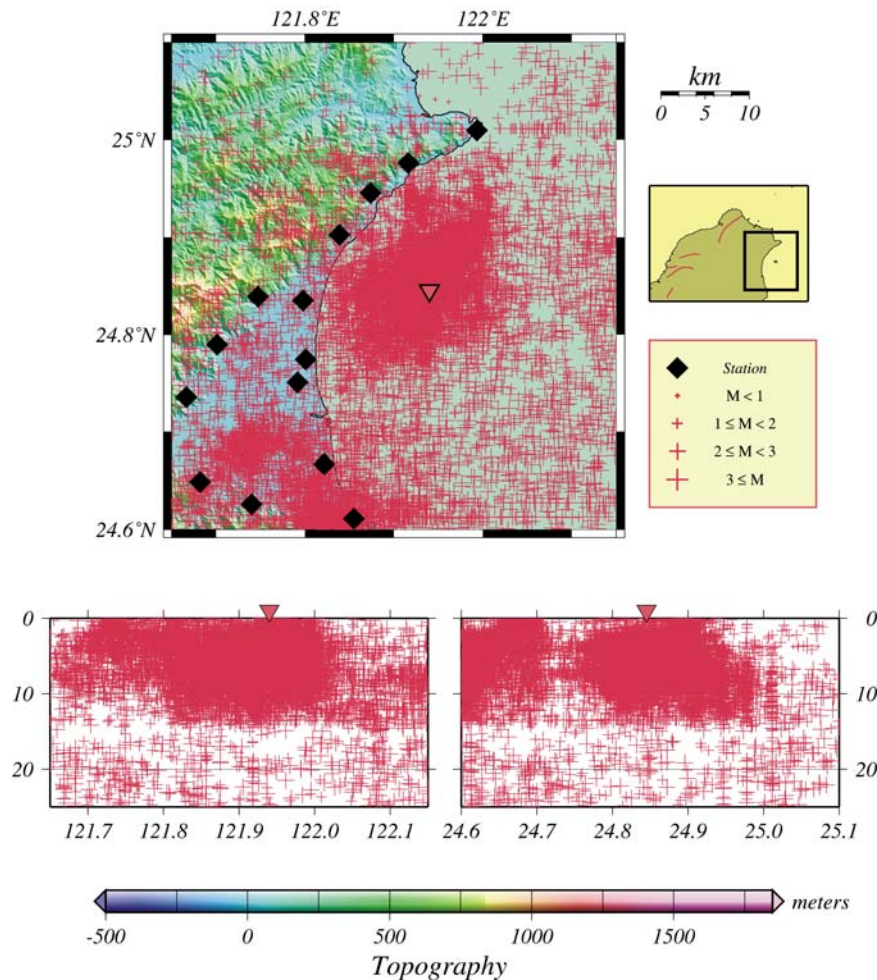 121.8°E 122°E
km
0 5 10
25°N
24.8°N
24.6°N
Station
M < 1
1 ≤ M < 2
2 ≤ M < 3
3 ≤ M
0 0
10 10
20 20
121.7 121.8 121.9 122.0 122.1 24.6 24.7 24.8 24.9 25.0 25.1
meters
-500 0 500 1000 1500
Topography